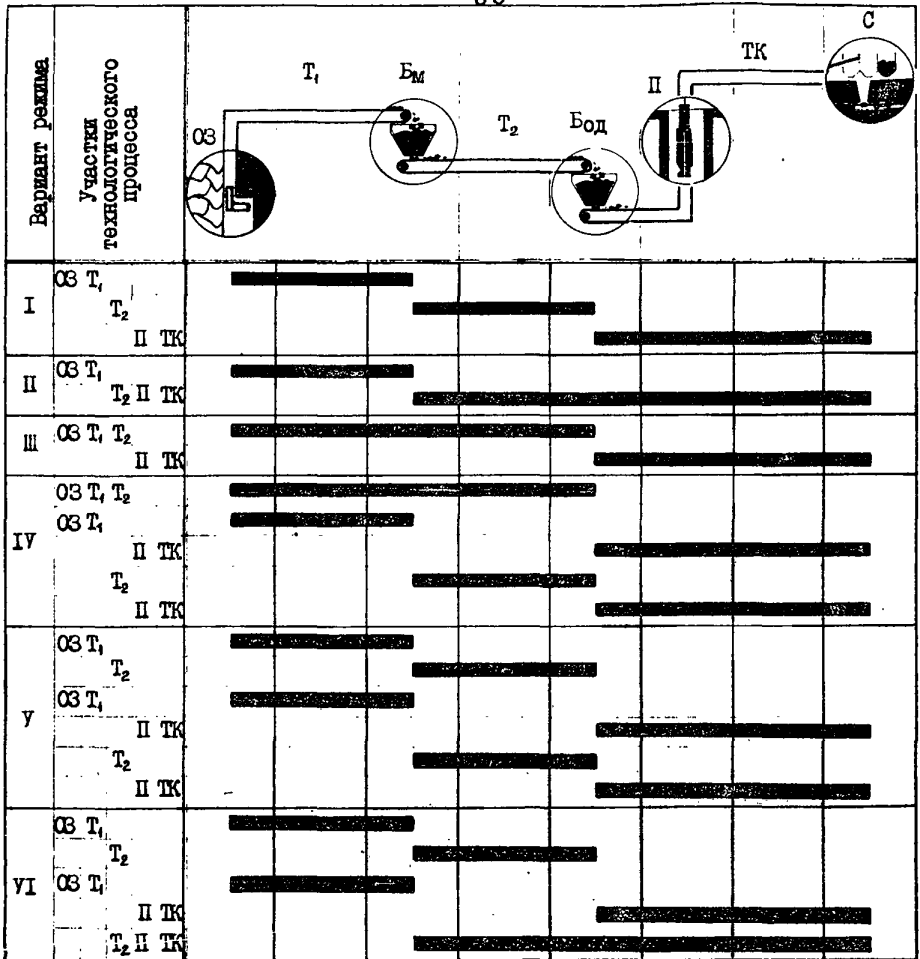 Вариант режима
Участки
технологического
процесса
ОЗ
Т₁
Бм
Т₂
Бод
П
ТК
С
I
ОЗ Т₁
Т₂
П ТК
II
ОЗ Т₁
Т₂ П ТК
III
ОЗ Т₁ Т₂
П ТК
IУ
ОЗ Т₁ Т₂
ОЗ Т₁
П ТК
Т₂
П ТК
У
ОЗ Т₁
Т₂
ОЗ Т₁
П ТК
Т₂
П ТК
УI
ОЗ Т₁
Т₂
ОЗ Т₁
П ТК
Т₂ П ТК